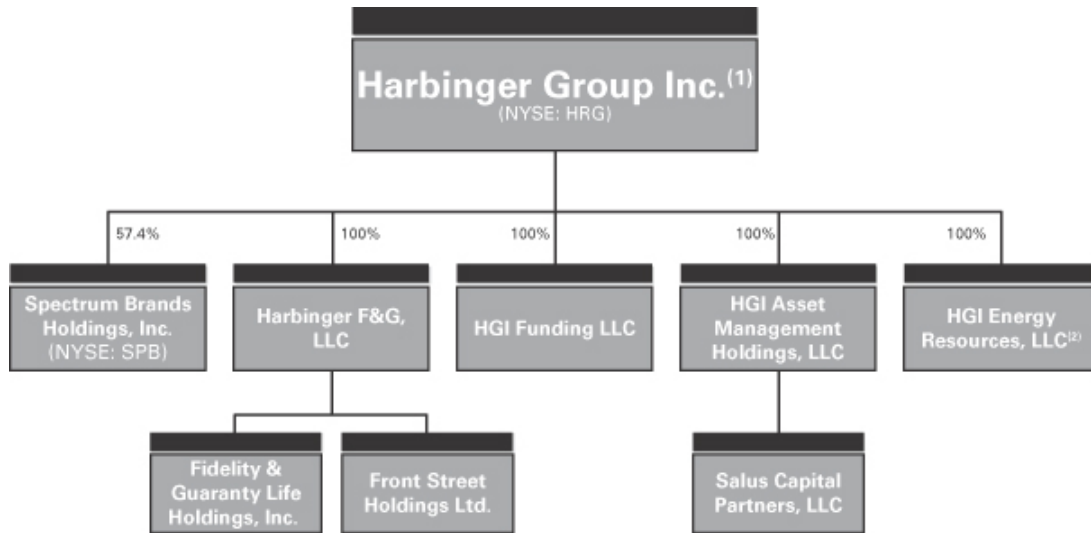 Harbinger Group Inc.(1)
(NYSE: HRG)
57.4%
100%
100%
100%
100%
Spectrum Brands
Holdings, Inc.
(NYSE: SPB)
Harbinger F&G,
LLC
HGI Funding LLC
HGI Asset
Management
Holdings, LLC
HGI Energy
Resources, LLC(2)
Fidelity &
Guaranty Life
Holdings, Inc.
Front Street
Holdings Ltd.
Salus Capital
Partners, LLC